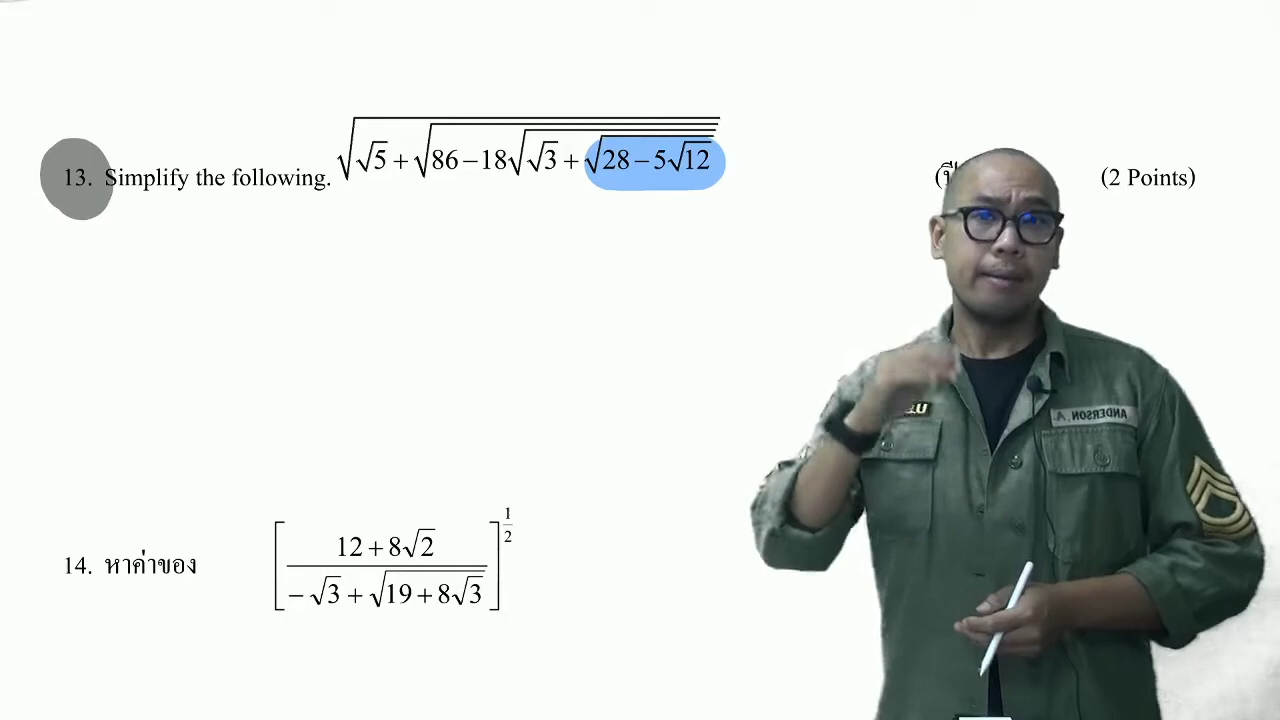 13. Simplify the following. √(√5 + √(86 − 18√(√3 + √(28 − 5√12)))) (2 Points)
U.S
ANDERSON. A.
14. หาค่าของ [(12 + 8√2) / (−√3 + √(19 + 8√3))]^(1/2)